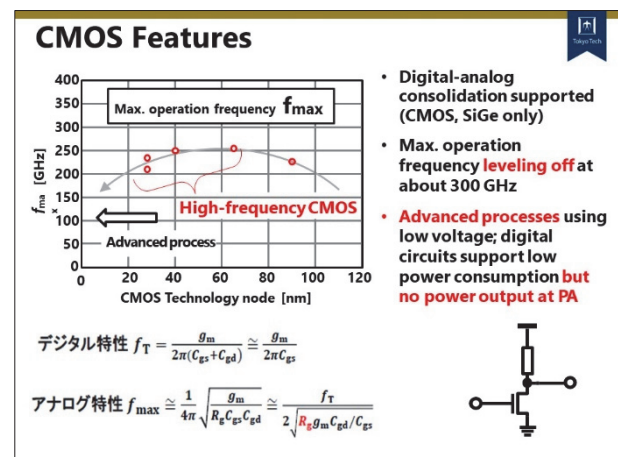 CMOS Features
Tokyo Tech
400
350
300
250
200
150
100
50
0
fma
x [GHz]
Max. operation frequency fmax
High-frequency CMOS
Advanced process
0 20 40 60 80 100 120
CMOS Technology node [nm]
• Digital-analog
consolidation supported
(CMOS, SiGe only)
• Max. operation
frequency leveling off at
about 300 GHz
• Advanced processes using
low voltage; digital
circuits support low
power consumption but
no power output at PA
デジタル特性 fT = gm / 2π(Cgs+Cgd) ≅ gm / 2πCgs
アナログ特性 fmax ≅ 1/4π √(gm / RgCgsCgd) ≅ fT / 2√(RggmCgd/Cgs)